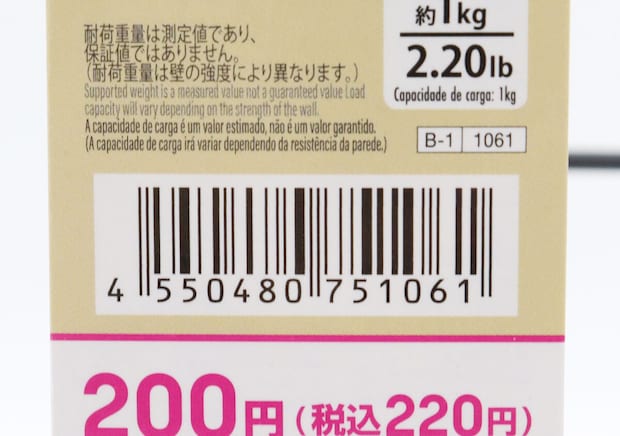 耐荷重量は測定値であり、
保証値ではありません。
（耐荷重量は壁の強度により異なります。）
Supported weight is a measured value not a guaranteed value Load
capacity will vary depending on the strength of the wall.
A capacidade de carga é um valor estimado, não é um valor garantido.
(A capacidade de carga irá variar dependendo da resistência da parede.)
約1kg
2.20lb
Capacidade de carga: 1kg
B-1 1061
4 550480 751061
200円（税込220円）